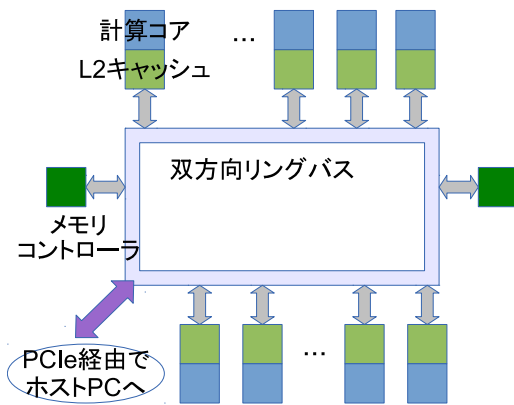 計算コア
...
L2キャッシュ
双方向リングバス
メモリ
コントローラ
PCIe経由で
ホストPCへ
...